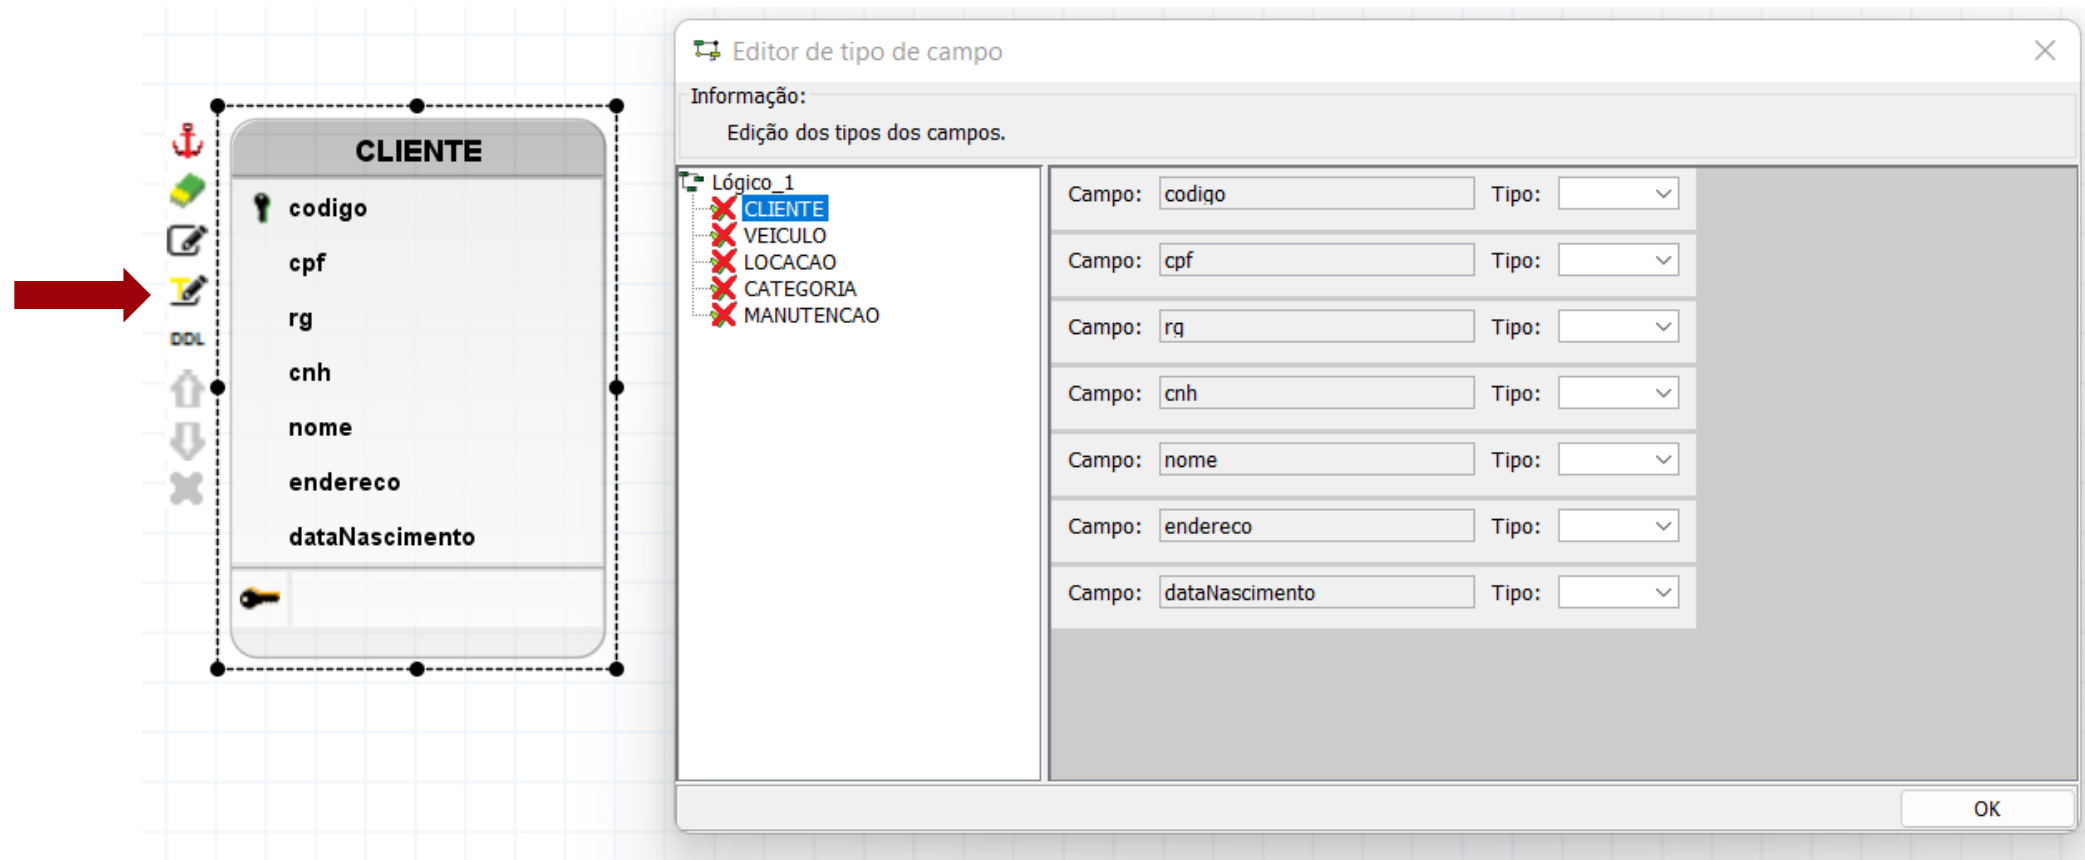 CLIENTE
codigo
cpf
rg
cnh
nome
endereco
dataNascimento
DDL
Editor de tipo de campo
Informação:
Edição dos tipos dos campos.
Lógico_1
CLIENTE
VEICULO
LOCACAO
CATEGORIA
MANUTENCAO
Campo: codigo Tipo:
Campo: cpf Tipo:
Campo: rg Tipo:
Campo: cnh Tipo:
Campo: nome Tipo:
Campo: endereco Tipo:
Campo: dataNascimento Tipo:
OK